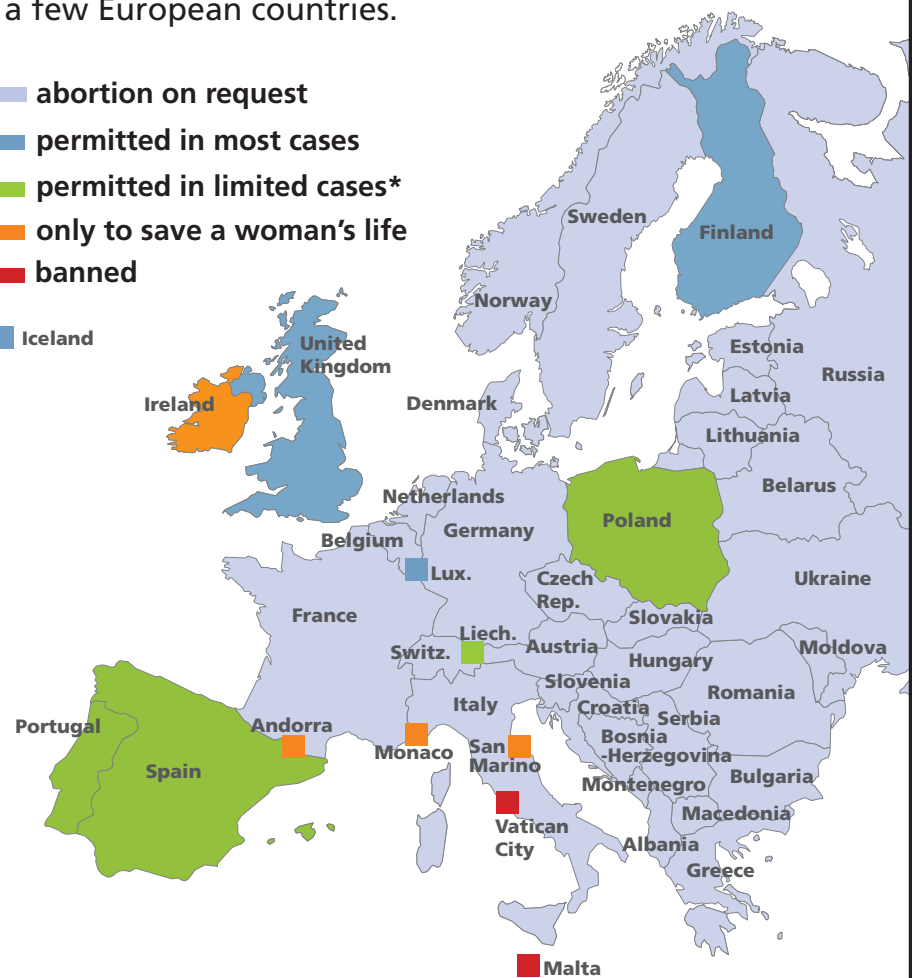 a few European countries.
abortion on request
permitted in most cases
permitted in limited cases*
only to save a woman's life
banned
Iceland
United
Kingdom
Ireland
Sweden
Finland
Norway
Estonia
Russia
Latvia
Denmark
Lithuania
Belarus
Netherlands
Germany
Poland
Belgium
Lux.
Czech
Rep.
Ukraine
France
Slovakia
Liech.
Switz.
Austria
Moldova
Hungary
Slovenia
Romania
Italy
Croatia
Serbia
Portugal
Andorra
Bosnia
-Herzegovina
Monaco
San
Marino
Spain
Montenegro
Bulgaria
Macedonia
Vatican
City
Albania
Greece
Malta